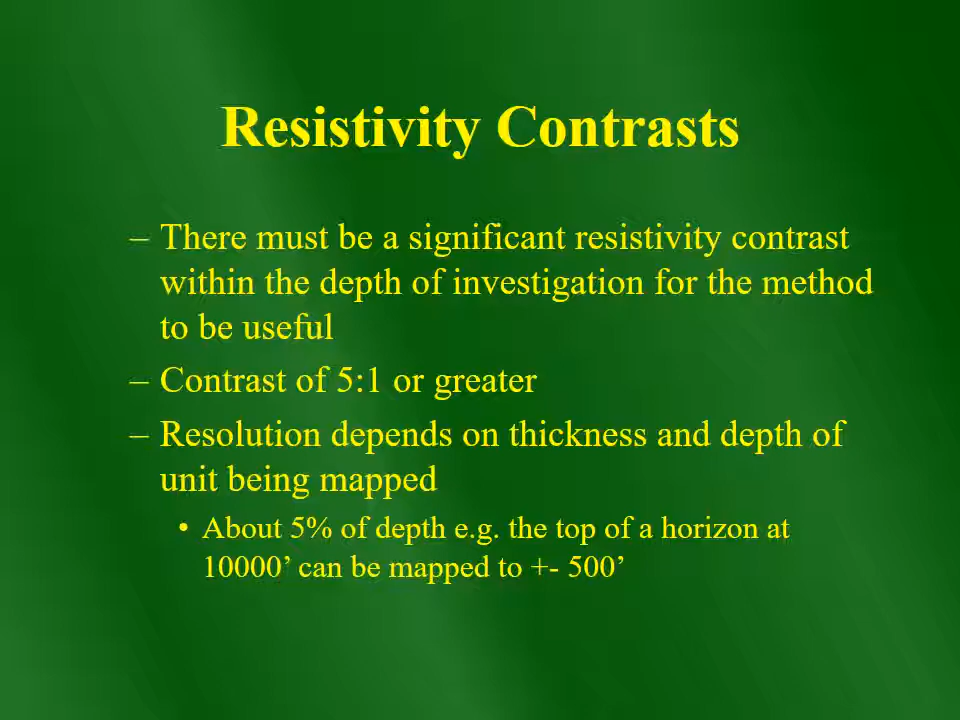 Resistivity Contrasts
– There must be a significant resistivity contrast
within the depth of investigation for the method
to be useful
– Contrast of 5:1 or greater
– Resolution depends on thickness and depth of
unit being mapped
• About 5% of depth e.g. the top of a horizon at
10000’ can be mapped to +- 500’